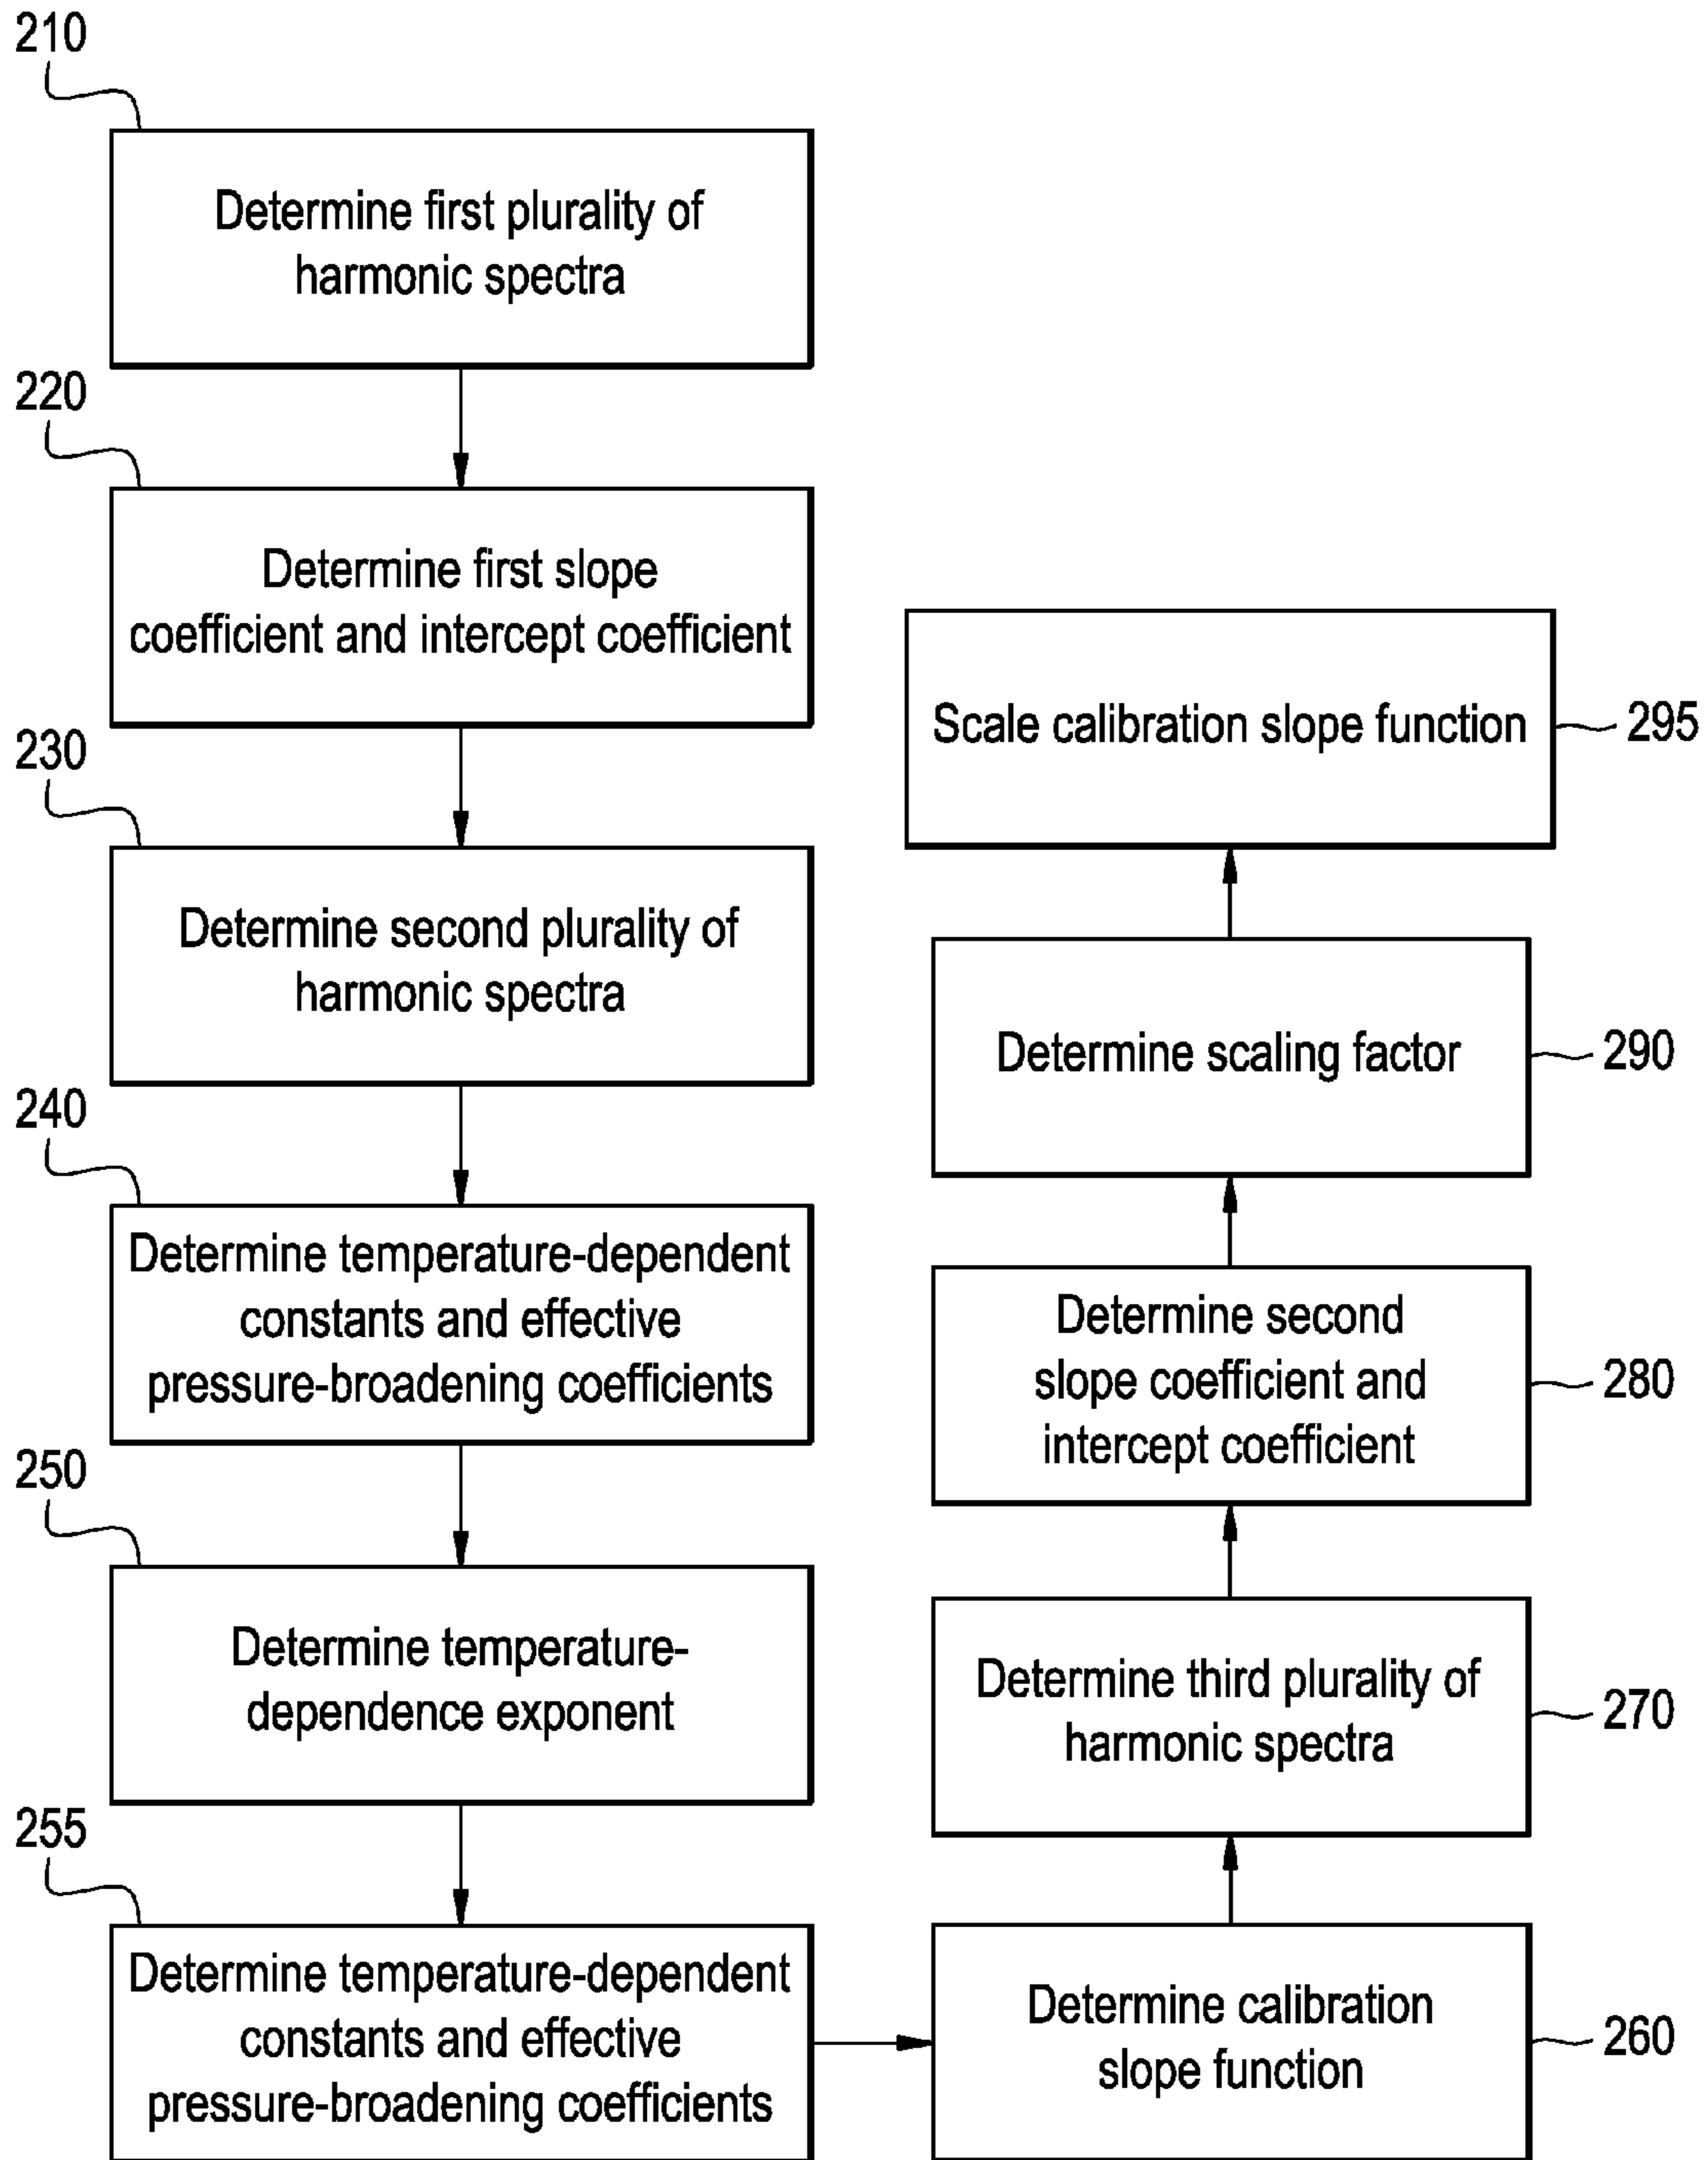 210
Determine first plurality of
harmonic spectra
220
Determine first slope
coefficient and intercept coefficient
230
Determine second plurality of
harmonic spectra
240
Determine temperature-dependent
constants and effective
pressure-broadening coefficients
250
Determine temperature-
dependence exponent
255
Determine temperature-dependent
constants and effective
pressure-broadening coefficients
Determine calibration
slope function
260
Determine third plurality of
harmonic spectra
270
Determine second
slope coefficient and
intercept coefficient
280
Determine scaling factor
290
Scale calibration slope function
295